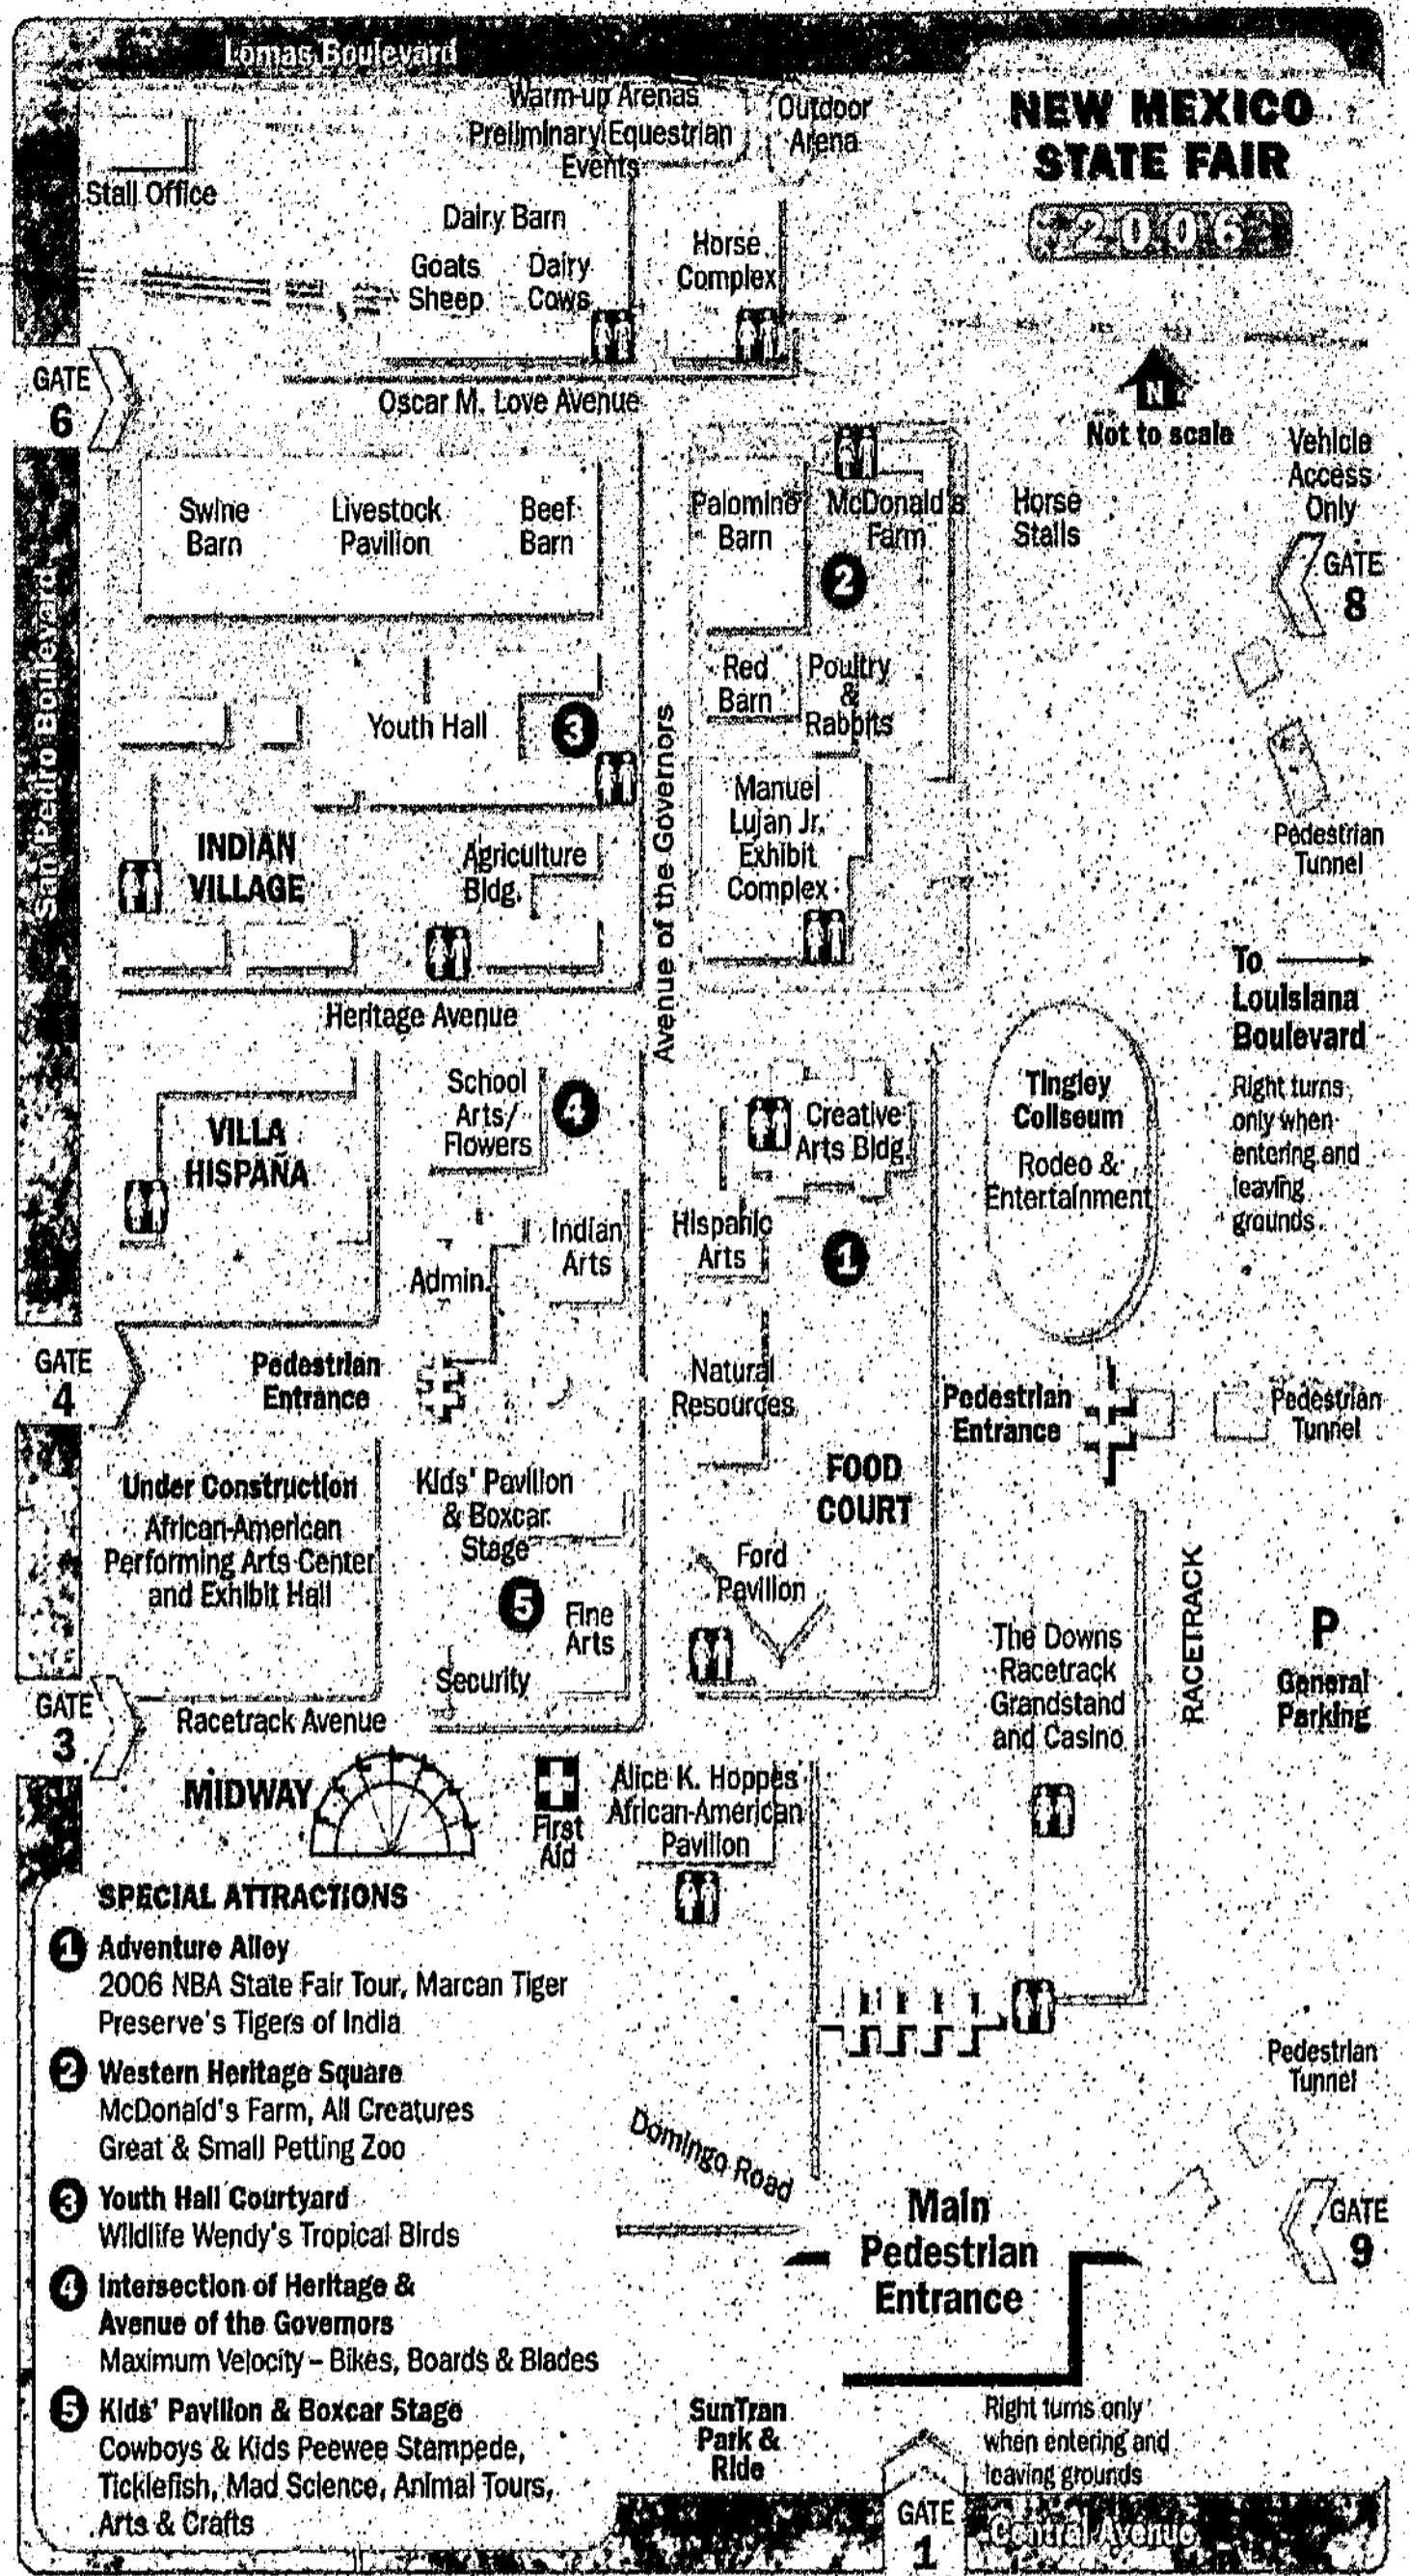 Lomas Boulevard
NEW MEXICO
STATE FAIR
2006
Warm-up Arenas
Preliminary Equestrian
Events
Outdoor
Arena
Stall Office
Dairy Barn
Goats
Sheep
Dairy
Cows
Horse
Complex
GATE
6
Oscar M. Love Avenue
N
Not to scale
Vehicle
Access
Only
GATE
8
Swine
Barn
Livestock
Pavilion
Beef
Barn
Palomino
Barn
McDonald's
Farm
2
Horse
Stalls
San Pedro Boulevard
Youth Hall
3
Red
Barn
Poultry
&
Rabbits
Avenue of the Governors
INDIAN
VILLAGE
Agriculture
Bldg.
Manuel
Lujan Jr.
Exhibit
Complex
Pedestrian
Tunnel
To
Louisiana
Boulevard
Right turns
only when
entering and
leaving
grounds
Heritage Avenue
VILLA
HISPAÑA
School
Arts/
Flowers
4
Creative
Arts Bldg.
Tingley
Coliseum
Rodeo &
Entertainment
Admin.
Indian
Arts
Hispanic
Arts
1
GATE
4
Pedestrian
Entrance
Natural
Resources
Pedestrian
Entrance
Pedestrian
Tunnel
Under Construction
African-American
Performing Arts Center
and Exhibit Hall
Kids' Pavilion
& Boxcar
Stage
5
Fine
Arts
Security
FOOD
COURT
Ford
Pavilion
The Downs
Racetrack
Grandstand
and Casino
RACETRACK
P
General
Parking
GATE
3
Racetrack Avenue
MIDWAY
First
Aid
Alice K. Hoppes
African-American
Pavilion
SPECIAL ATTRACTIONS
1 Adventure Alley
2006 NBA State Fair Tour, Marcan Tiger
Preserve's Tigers of India
2 Western Heritage Square
McDonald's Farm, All Creatures
Great & Small Petting Zoo
3 Youth Hall Courtyard
Wildlife Wendy's Tropical Birds
4 Intersection of Heritage &
Avenue of the Governors
Maximum Velocity – Bikes, Boards & Blades
5 Kids' Pavilion & Boxcar Stage
Cowboys & Kids Peewee Stampede,
Ticklefish, Mad Science, Animal Tours,
Arts & Crafts
Domingo Road
Pedestrian
Tunnel
Main
Pedestrian
Entrance
GATE
9
SunTran
Park &
Ride
Right turns only
when entering and
leaving grounds
GATE
1
Central Avenue